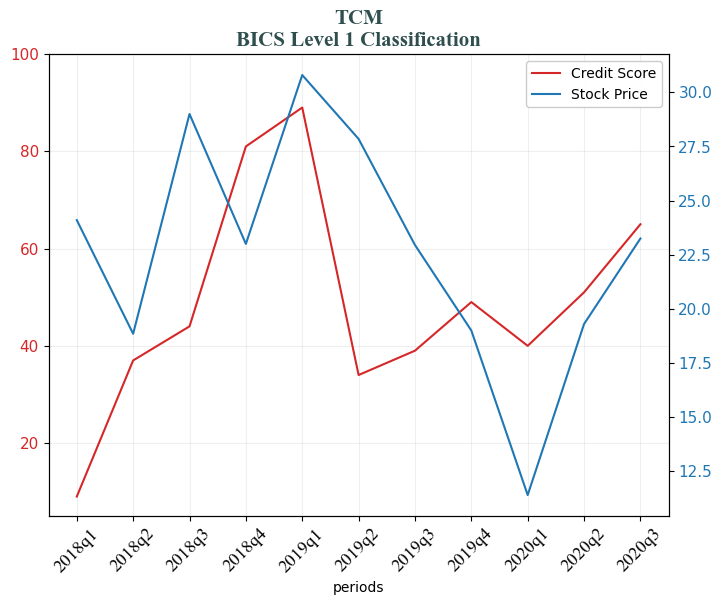 TCM
BICS Level 1 Classification
100
80
60
40
20
Credit Score
Stock Price
30.0
27.5
25.0
22.5
20.0
17.5
15.0
12.5
2018q1
2018q2
2018q3
2018q4
2019q1
2019q2
2019q3
2019q4
2020q1
2020q2
2020q3
periods